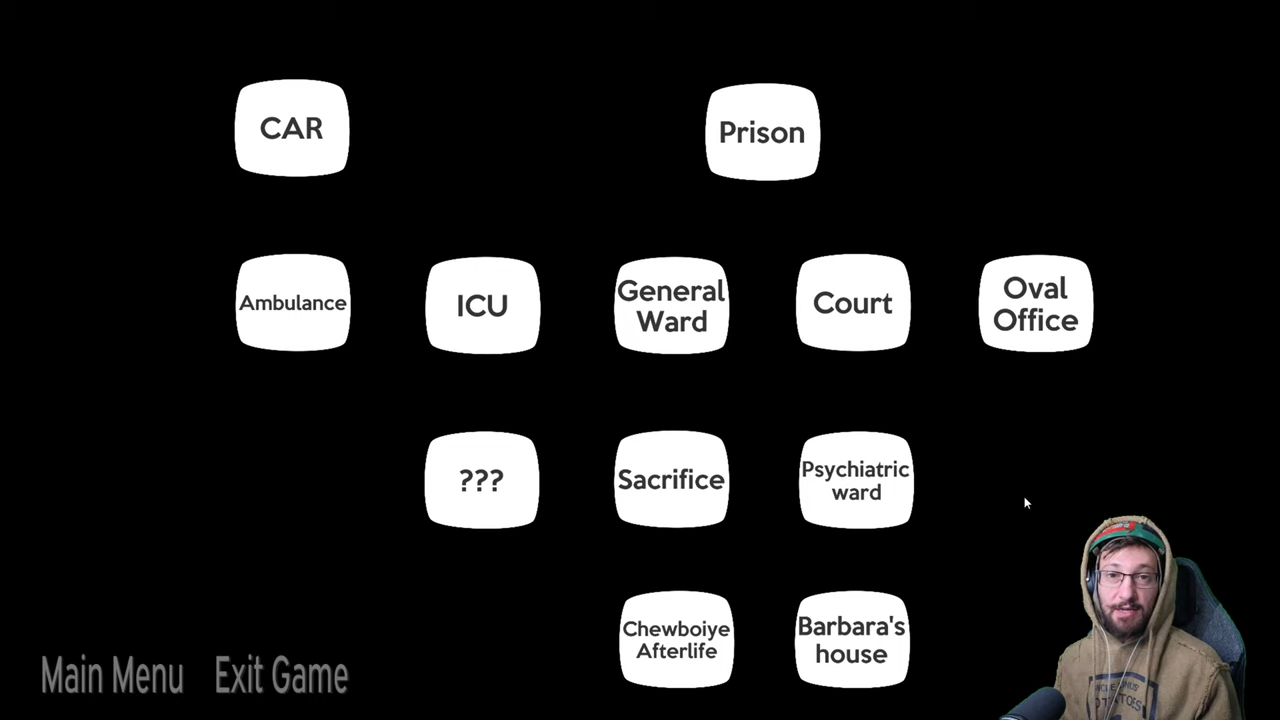 CAR
Prison
Ambulance
ICU
General
Ward
Court
Oval
Office
???
Sacrifice
Psychiatric
ward
Chewboiye
Afterlife
Barbara's
house
Main Menu
Exit Game